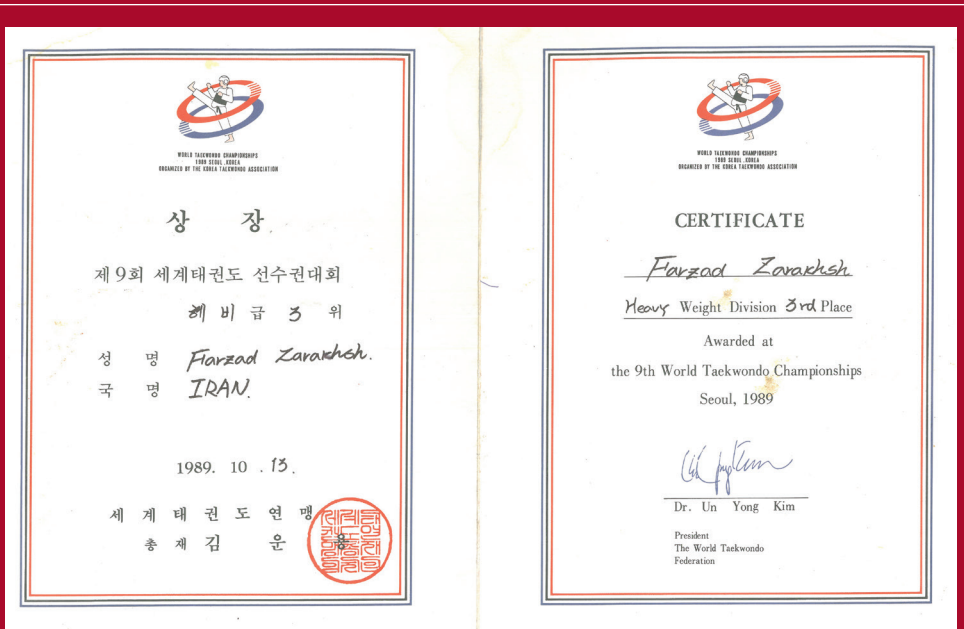 WORLD TAEKWONDO CHAMPIONSHIPS
1989 SEOUL, KOREA
ORGANIZED BY THE KOREA TAEKWONDO ASSOCIATION
상 장
제 9회 세계태권도 선수권대회
헤비급 3 위
성 명 Farzad Zarakhsh.
국 명 IRAN.
1989. 10 . 13.
세 계 태 권 도 연 맹
총 재 김 운 용
WORLD TAEKWONDO CHAMPIONSHIPS
1989 SEOUL, KOREA
ORGANIZED BY THE KOREA TAEKWONDO ASSOCIATION
CERTIFICATE
Farzad Zarakhsh
Heavy Weight Division 3rd Place
Awarded at
the 9th World Taekwondo Championships
Seoul, 1989
Dr. Un Yong Kim
President
The World Taekwondo
Federation